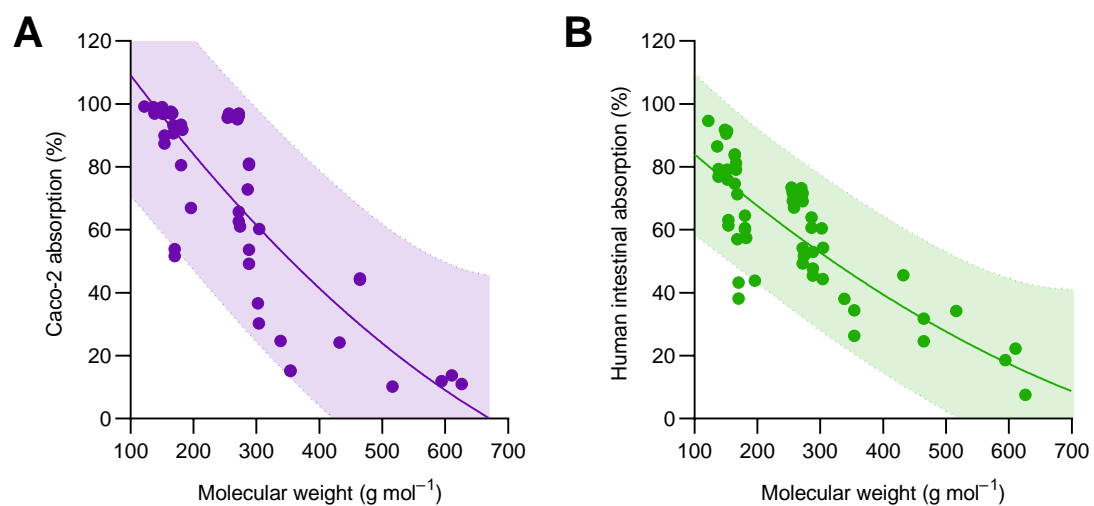 A
Caco-2 absorption (%)
120
100
80
60
40
20
0
100 200 300 400 500 600 700
Molecular weight (g mol⁻¹)
B
Human intestinal absorption (%)
120
100
80
60
40
20
0
100 200 300 400 500 600 700
Molecular weight (g mol⁻¹)